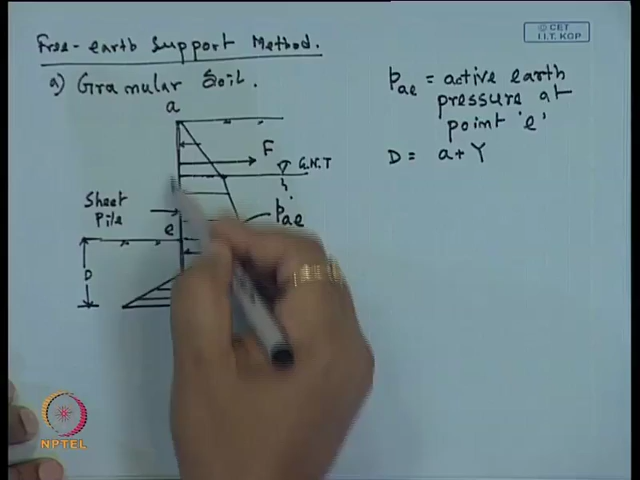 © CET
I.I.T. KGP
Free-earth Support Method.
a) Granular Soil.
a
F
G.W.T
Sheet
Pile
e
Pae
D
Pae = active earth
pressure at
point 'e'
D = a + Y
NPTEL